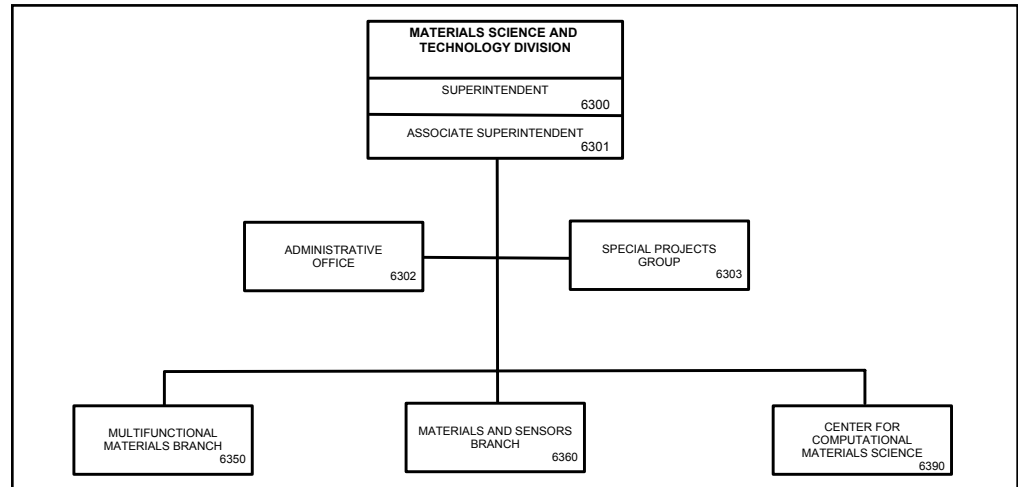 MATERIALS SCIENCE AND
TECHNOLOGY DIVISION
SUPERINTENDENT
6300
ASSOCIATE SUPERINTENDENT
6301
ADMINISTRATIVE
OFFICE
6302
SPECIAL PROJECTS
GROUP
6303
MULTIFUNCTIONAL
MATERIALS BRANCH
6350
MATERIALS AND SENSORS
BRANCH
6360
CENTER FOR
COMPUTATIONAL
MATERIALS SCIENCE
6390